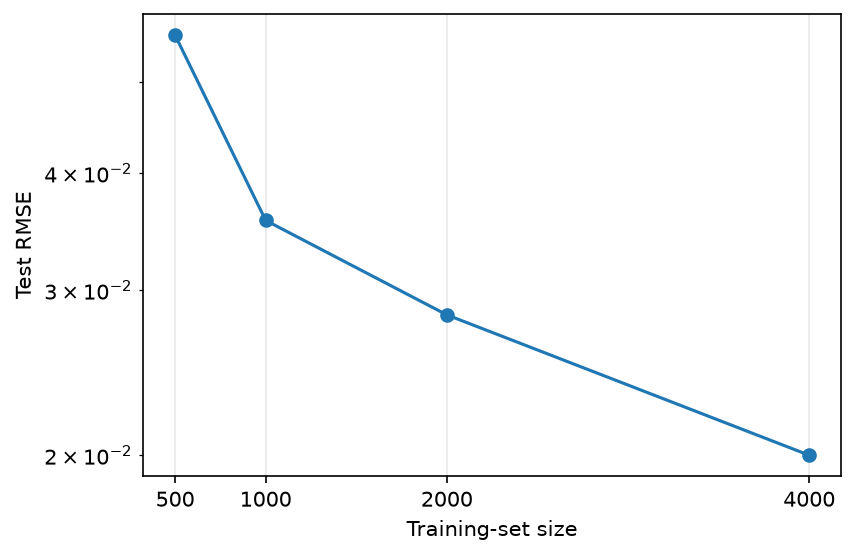 Test RMSE
4 × 10⁻²
3 × 10⁻²
2 × 10⁻²
500 1000 2000 4000
Training-set size